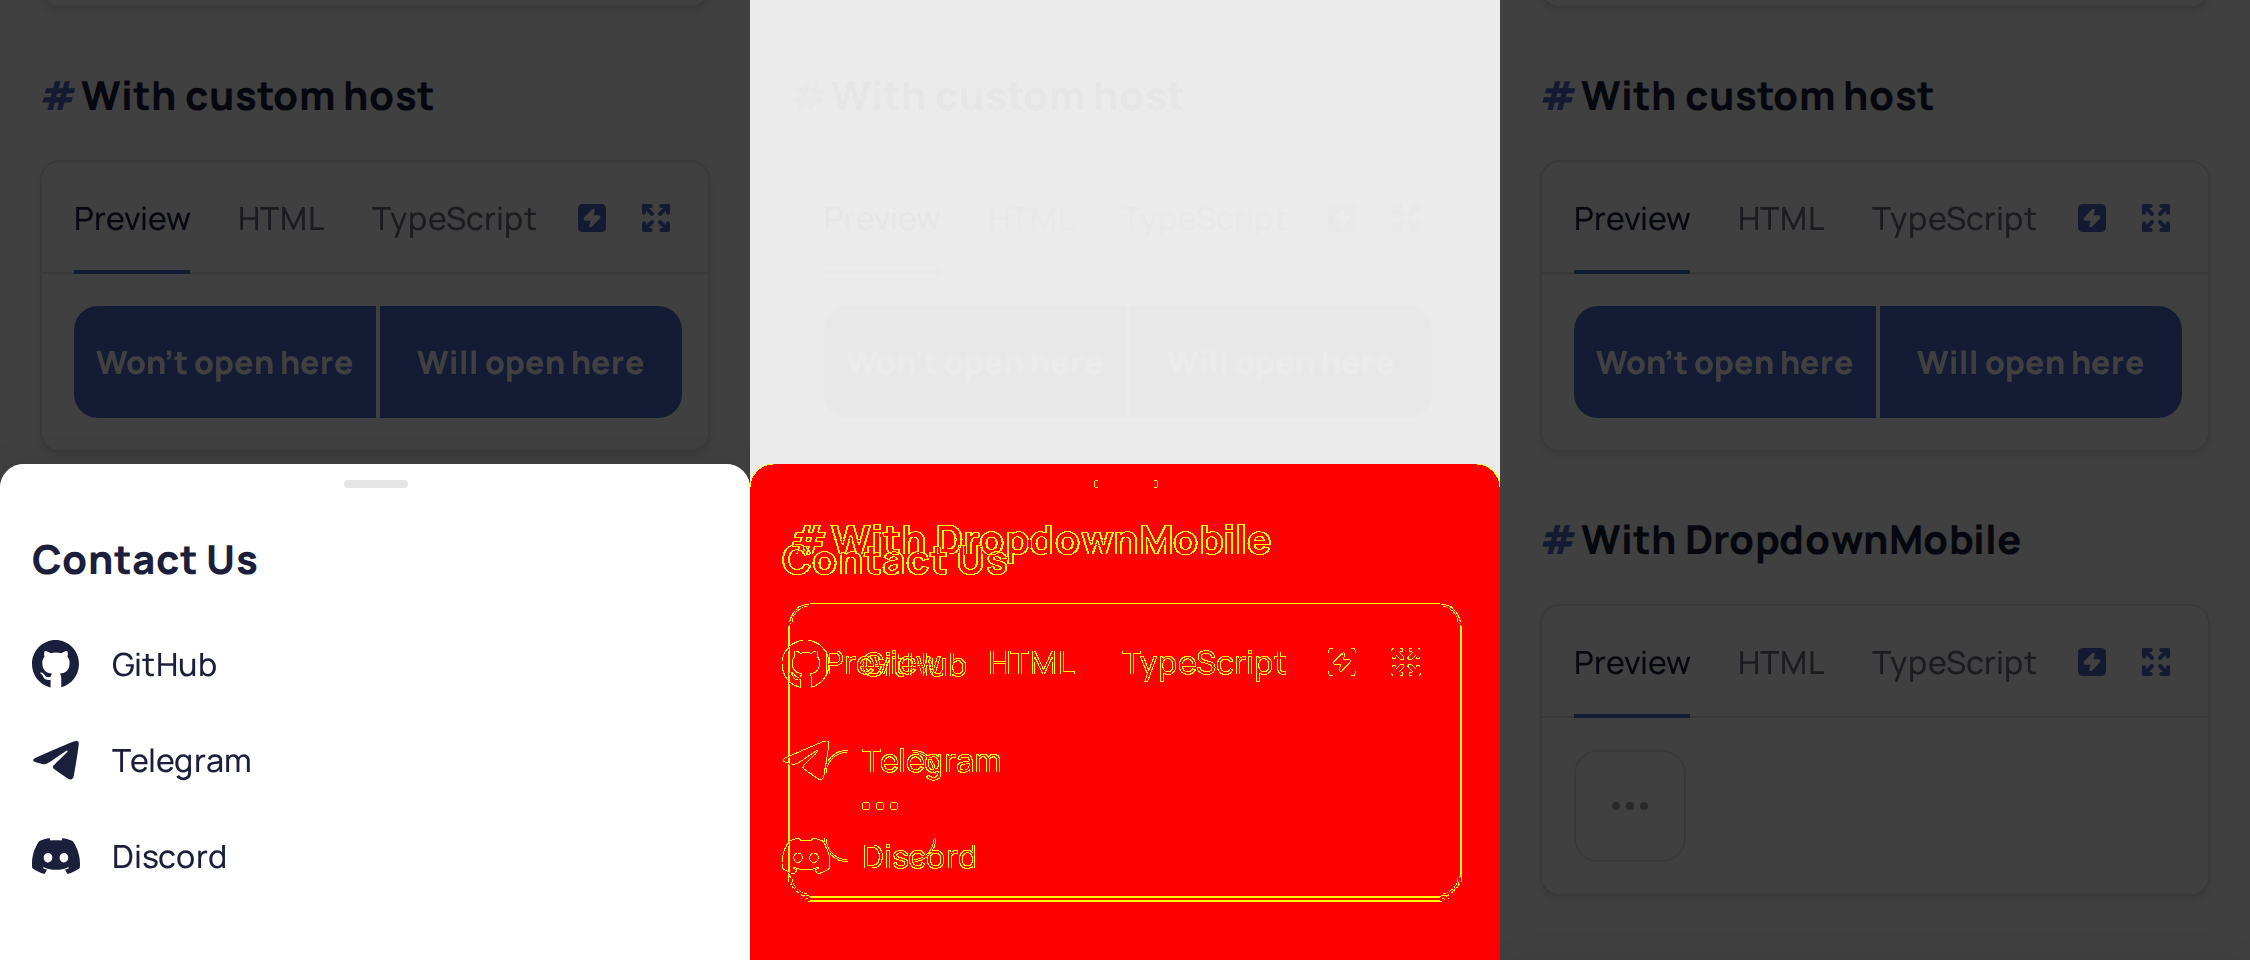 # With custom host
Preview HTML TypeScript
Won't open here Will open here
Contact Us
GitHub
Telegram
Discord
# With custom host
Preview HTML TypeScript
Won't open here Will open here
# With DropdownMobile
Contact Us
Preview HTML TypeScript
GitHub
Telegram
Discord
# With custom host
Preview HTML TypeScript
Won't open here Will open here
# With DropdownMobile
Preview HTML TypeScript